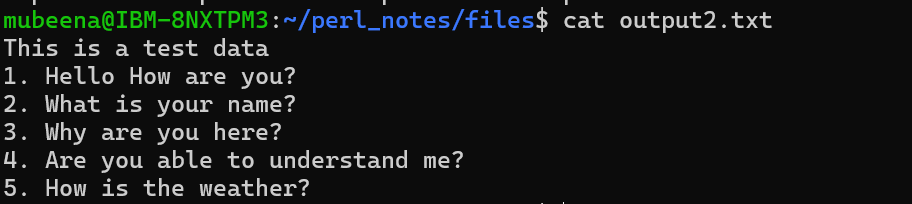 mubeena@IBM-8NXTPM3:~/perl_notes/files$ cat output2.txt
This is a test data
1. Hello How are you?
2. What is your name?
3. Why are you here?
4. Are you able to understand me?
5. How is the weather?